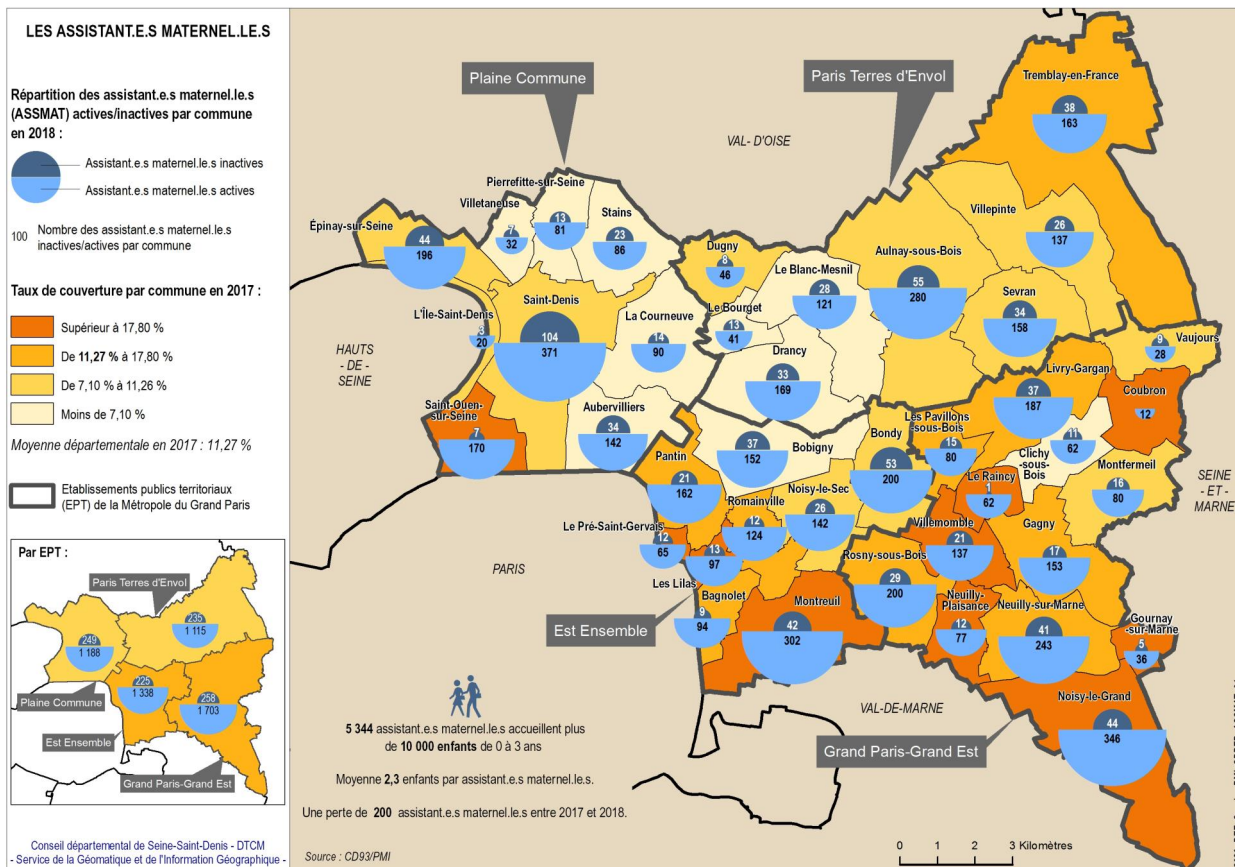 LES ASSISTANT.E.S MATERNEL.LE.S
Répartition des assistant.e.s maternel.le.s
(ASSMAT) actives/inactives par commune
en 2018 :
Assistant.e.s maternel.le.s inactives
Assistant.e.s maternel.le.s actives
100
Nombre des assistant.e.s maternel.le.s
inactives/actives par commune
Taux de couverture par commune en 2017 :
Supérieur à 17,80 %
De 11,27 % à 17,80 %
De 7,10 % à 11,26 %
Moins de 7,10 %
Moyenne départementale en 2017 : 11,27 %
Etablissements publics territoriaux
(EPT) de la Métropole du Grand Paris
Par EPT :
Paris Terres d'Envol
235
1 115
249
1 188
225
1 338
258
1 703
Plaine Commune
Est Ensemble
Grand Paris-Grand Est
Conseil départemental de Seine-Saint-Denis - DTCM
- Service de la Géomatique et de l'Information Géographique -
Plaine Commune
Paris Terres d'Envol
VAL- D'OISE
Tremblay-en-France
38
163
Pierrefitte-sur-Seine
13
81
Villetaneuse
7
32
Stains
23
86
Épinay-sur-Seine
44
196
Dugny
8
46
Villepinte
26
137
Aulnay-sous-Bois
55
280
Le Blanc-Mesnil
28
121
Sevran
34
158
Saint-Denis
104
371
L'Île-Saint-Denis
3
20
La Courneuve
14
90
Le Bourget
13
41
Vaujours
9
28
HAUTS
- DE -
SEINE
Drancy
33
169
Livry-Gargan
37
187
Coubron
12
Saint-Ouen-
sur-Seine
7
170
Aubervilliers
34
142
Bobigny
37
152
Bondy
53
200
Les Pavillons
-sous-Bois
15
80
Clichy
-sous-
Bois
11
62
Montfermeil
16
80
SEINE
- ET -
MARNE
Pantin
21
162
Romainville
12
124
Noisy-le-Sec
26
142
Le Raincy
1
62
Gagny
17
153
Le Pré-Saint-Gervais
12
65
Villemomble
21
137
PARIS
Les Lilas
13
97
Rosny-sous-Bois
29
200
Bagnolet
9
94
Montreuil
42
302
Neuilly-
Plaisance
12
77
Neuilly-sur-Marne
41
243
Gournay
-sur-Marne
5
36
Est Ensemble
Noisy-le-Grand
44
346
VAL-DE-MARNE
Grand Paris-Grand Est
5 344 assistant.e.s maternel.le.s accueillent plus
de 10 000 enfants de 0 à 3 ans
Moyenne 2,3 enfants par assistant.e.s maternel.le.s.
Une perte de 200 assistant.e.s maternel.le.s entre 2017 et 2018.
Source : CD93/PMI
0 1 2 3 Kilomètres